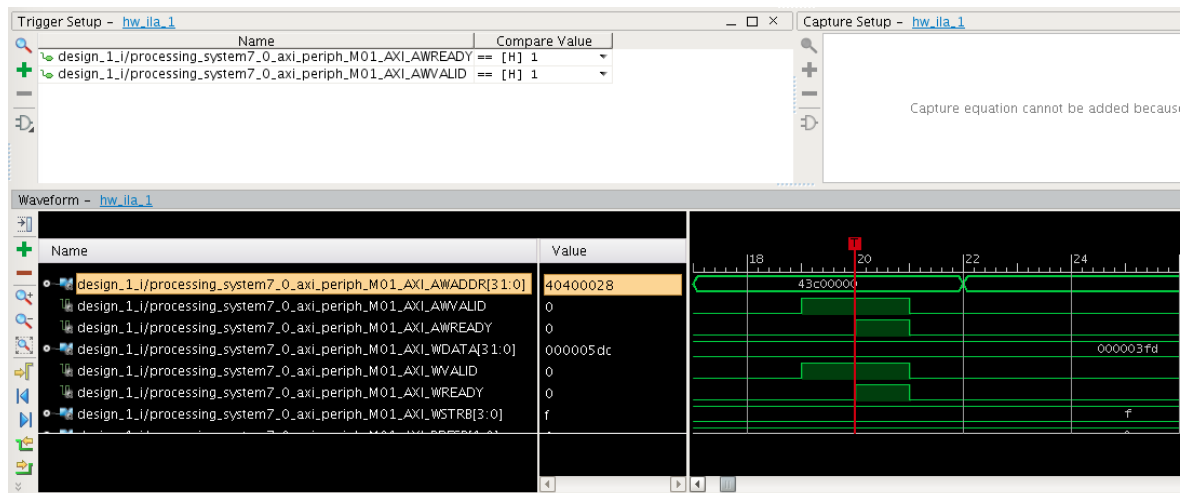 Trigger Setup - hw_ila_1
Capture Setup - hw_ila_1
Name Compare Value
design_1_i/processing_system7_0_axi_periph_M01_AXI_AWREADY == [H] 1
design_1_i/processing_system7_0_axi_periph_M01_AXI_AWVALID == [H] 1
Capture equation cannot be added becaus
Waveform - hw_ila_1
Name Value
T
18 20 22 24
design_1_i/processing_system7_0_axi_periph_M01_AXI_AWADDR[31:0] 40400028 43c00000
design_1_i/processing_system7_0_axi_periph_M01_AXI_AWVALID 0
design_1_i/processing_system7_0_axi_periph_M01_AXI_AWREADY 0
design_1_i/processing_system7_0_axi_periph_M01_AXI_WDATA[31:0] 000005dc 000003fd
design_1_i/processing_system7_0_axi_periph_M01_AXI_WVALID 0
design_1_i/processing_system7_0_axi_periph_M01_AXI_WREADY 0
design_1_i/processing_system7_0_axi_periph_M01_AXI_WSTRB[3:0] f f